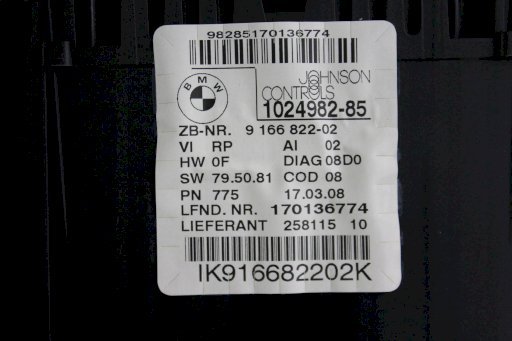 98285170136774
BMW
JOHNSON
CONTROLS
1024982-85
ZB-NR. 9 166 822-02
VI RP AI 02
HW 0F DIAG 08D0
SW 79.50.81 COD 08
PN 775 17.03.08
LFND. NR. 170136774
LIEFERANT 258115 10
IK916682202K